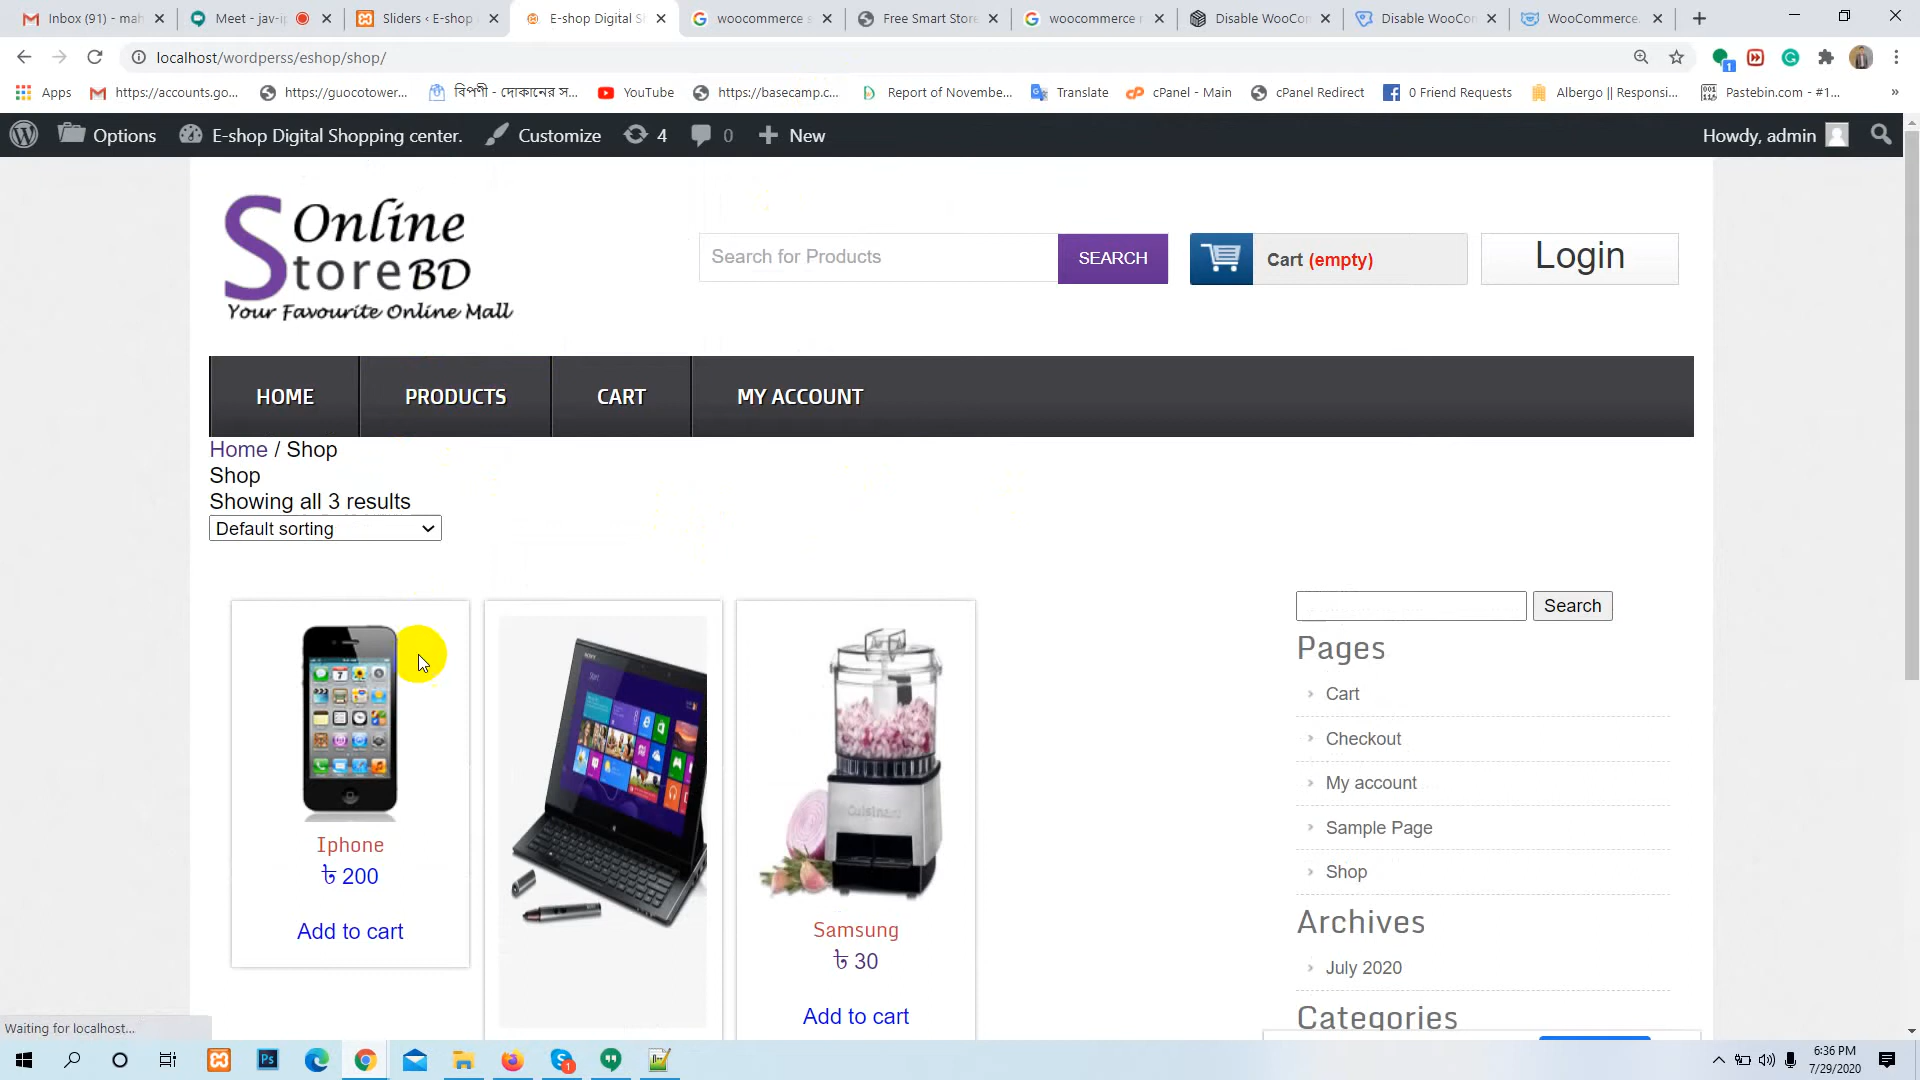 Inbox (91) - mah
Meet - jav-i
Sliders ‹ E-shop
E-shop Digital S
woocommerce s
Free Smart Store
woocommerce r
Disable WooCon
Disable WooCon
WooCommerce
localhost/wordperss/eshop/shop/
1
Apps
https://accounts.go...
https://guocotower...
বিপণী - দোকানের স...
YouTube
https://basecamp.c...
Report of Novembe...
Translate
cPanel - Main
cPanel Redirect
0 Friend Requests
Albergo || Responsi...
Pastebin.com - #1...
»
Options
E-shop Digital Shopping center.
Customize
4
0
New
Howdy, admin
Online
Store BD
Your Favourite Online Mall
Search for Products
SEARCH
Cart (empty)
Login
HOME
PRODUCTS
CART
MY ACCOUNT
Home / Shop
Shop
Showing all 3 results
Default sorting
Search
Pages
Cart
Checkout
My account
Sample Page
Shop
Archives
July 2020
Categories
Iphone
৳ 200
Add to cart
Cuisinart
Samsung
৳ 30
Add to cart
Waiting for localhost...
Ps
1
6:36 PM
7/29/2020